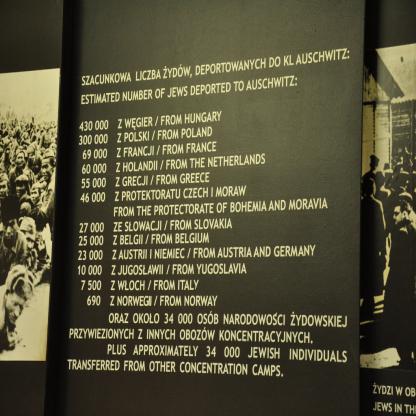 SZACUNKOWA LICZBA ŻYDÓW, DEPORTOWANYCH DO KL AUSCHWITZ:
ESTIMATED NUMBER OF JEWS DEPORTED TO AUSCHWITZ:
430 000 Z WĘGIER / FROM HUNGARY
300 000 Z POLSKI / FROM POLAND
69 000 Z FRANCJI / FROM FRANCE
60 000 Z HOLANDII / FROM THE NETHERLANDS
55 000 Z GRECJI / FROM GREECE
46 000 Z PROTEKTORATU CZECH I MORAW
FROM THE PROTECTORATE OF BOHEMIA AND MORAVIA
27 000 ZE SŁOWACJI / FROM SLOVAKIA
25 000 Z BELGII / FROM BELGIUM
23 000 Z AUSTRII I NIEMIEC / FROM AUSTRIA AND GERMANY
10 000 Z JUGOSŁAWII / FROM YUGOSLAVIA
7 500 Z WŁOCH / FROM ITALY
690 Z NORWEGII / FROM NORWAY
ORAZ OKOŁO 34 000 OSÓB NARODOWOŚCI ŻYDOWSKIEJ
PRZYWIEZIONYCH Z INNYCH OBOZÓW KONCENTRACYJNYCH.
PLUS APPROXIMATELY 34 000 JEWISH INDIVIDUALS
TRANSFERRED FROM OTHER CONCENTRATION CAMPS.
ŻYDZI W OB
JEWS IN TH